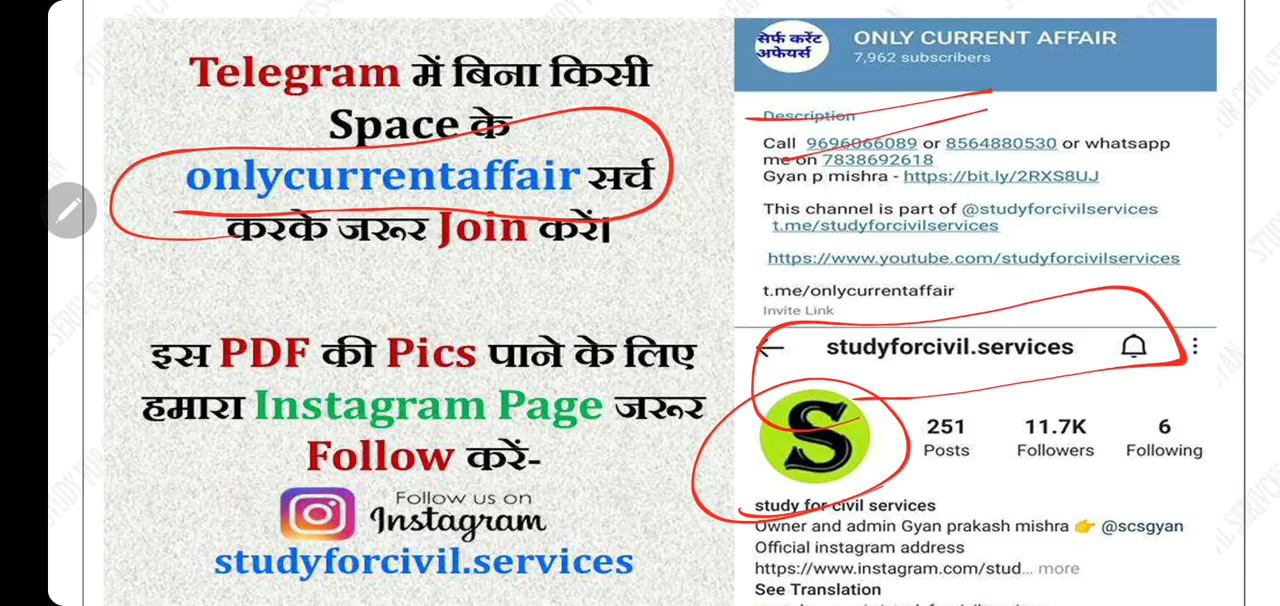 Telegram में बिना किसी
Space के
onlycurrentaffair सर्च
करके जरूर Join करें।
इस PDF की Pics पाने के लिए
हमारा Instagram Page जरूर
Follow करें-
Follow us on
Instagram
studyforcivil.services
सिर्फ करेंट
अफेयर्स
ONLY CURRENT AFFAIR
7,962 subscribers
Description
Call 9696066089 or 8564880530 or whatsapp
me on 7838692618
Gyan p mishra - https://bit.ly/2RXS8UJ
This channel is part of @studyforcivilservices
t.me/studyforcivilservices
https://www.youtube.com/studyforcivilservices
t.me/onlycurrentaffair
Invite Link
studyforcivil.services
S
251 11.7K 6
Posts Followers Following
study for civil services
Owner and admin Gyan prakash mishra 👉 @scsgyan
Official instagram address
https://www.instagram.com/stud... more
See Translation